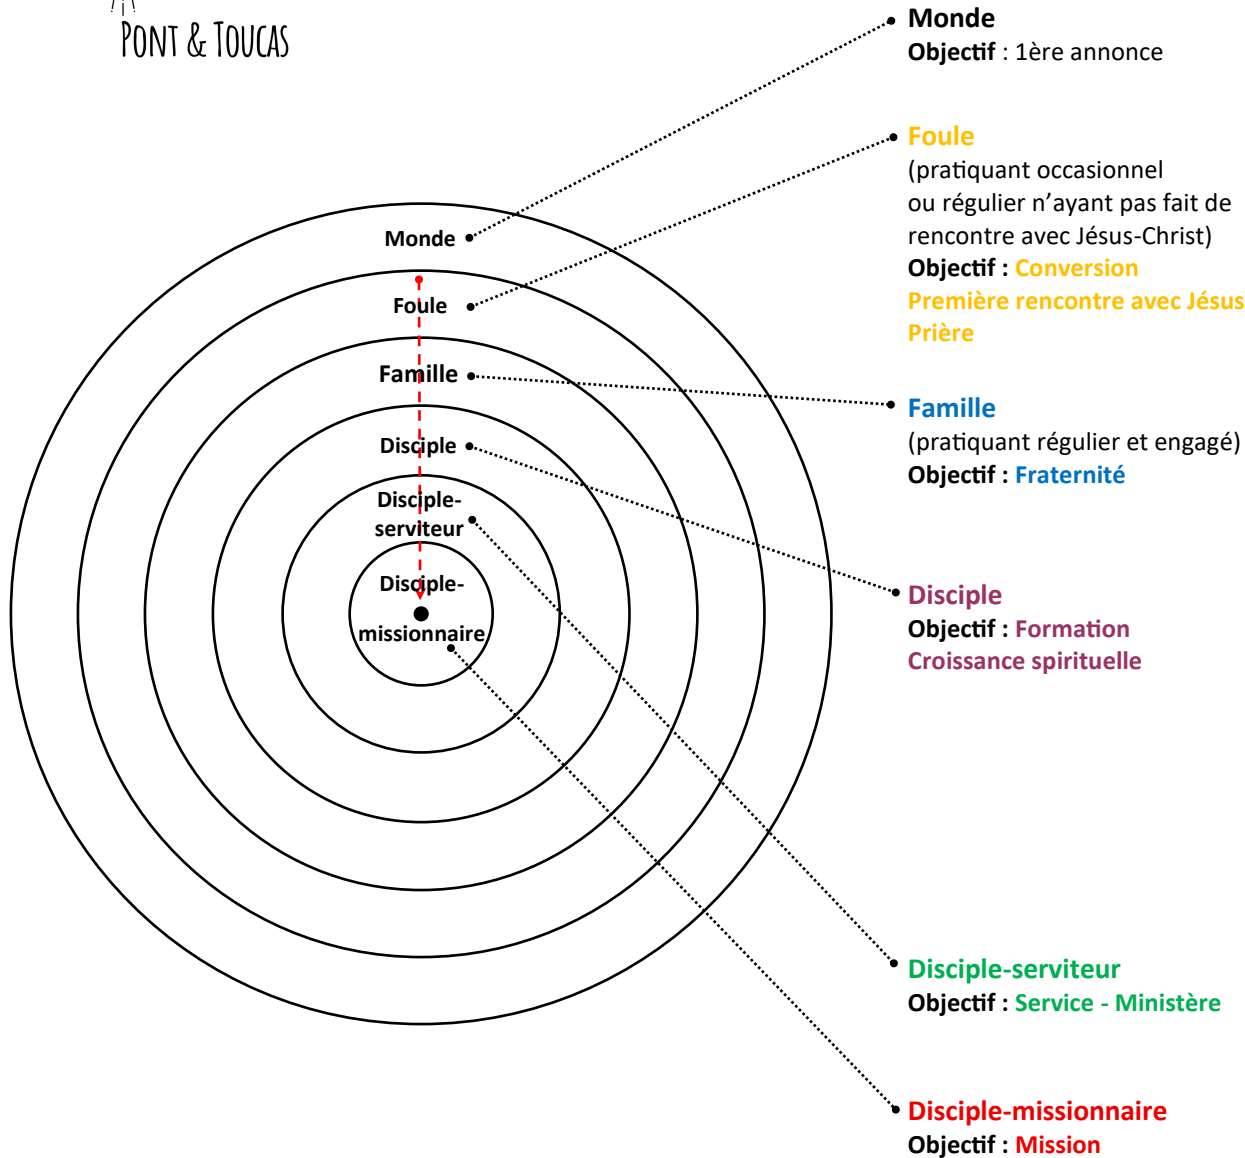 PONT & TOUCAS
Monde
Objectif : 1ère annonce
Foule
(pratiquant occasionnel
ou régulier n'ayant pas fait de
rencontre avec Jésus-Christ)
Objectif : Conversion
Première rencontre avec Jésus
Prière
Famille
(pratiquant régulier et engagé)
Objectif : Fraternité
Disciple
Objectif : Formation
Croissance spirituelle
Disciple-serviteur
Objectif : Service - Ministère
Disciple-missionnaire
Objectif : Mission
Monde
Foule
Famille
Disciple
Disciple-
serviteur
Disciple-
missionnaire